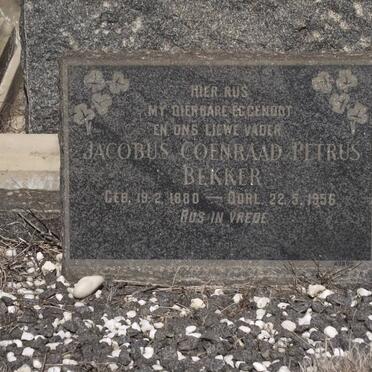 HIER RUS
MY DIERBARE EGGENOOT
EN ONS LIEWE VADER
JACOBUS COENRAAD PETRUS
BEKKER
GEB. 19.2.1880 — OORL. 22.5.1956
RUS IN VREDE